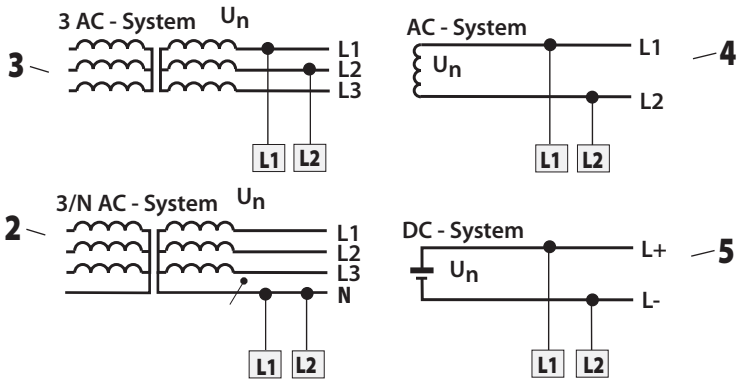 3 AC - System Un
3
L1
L2
L3
L1 L2
AC - System
Un
L1
L2
4
L1 L2
3/N AC - System Un
2
L1
L2
L3
N
L1 L2
DC - System
Un
L+
L-
5
L1 L2